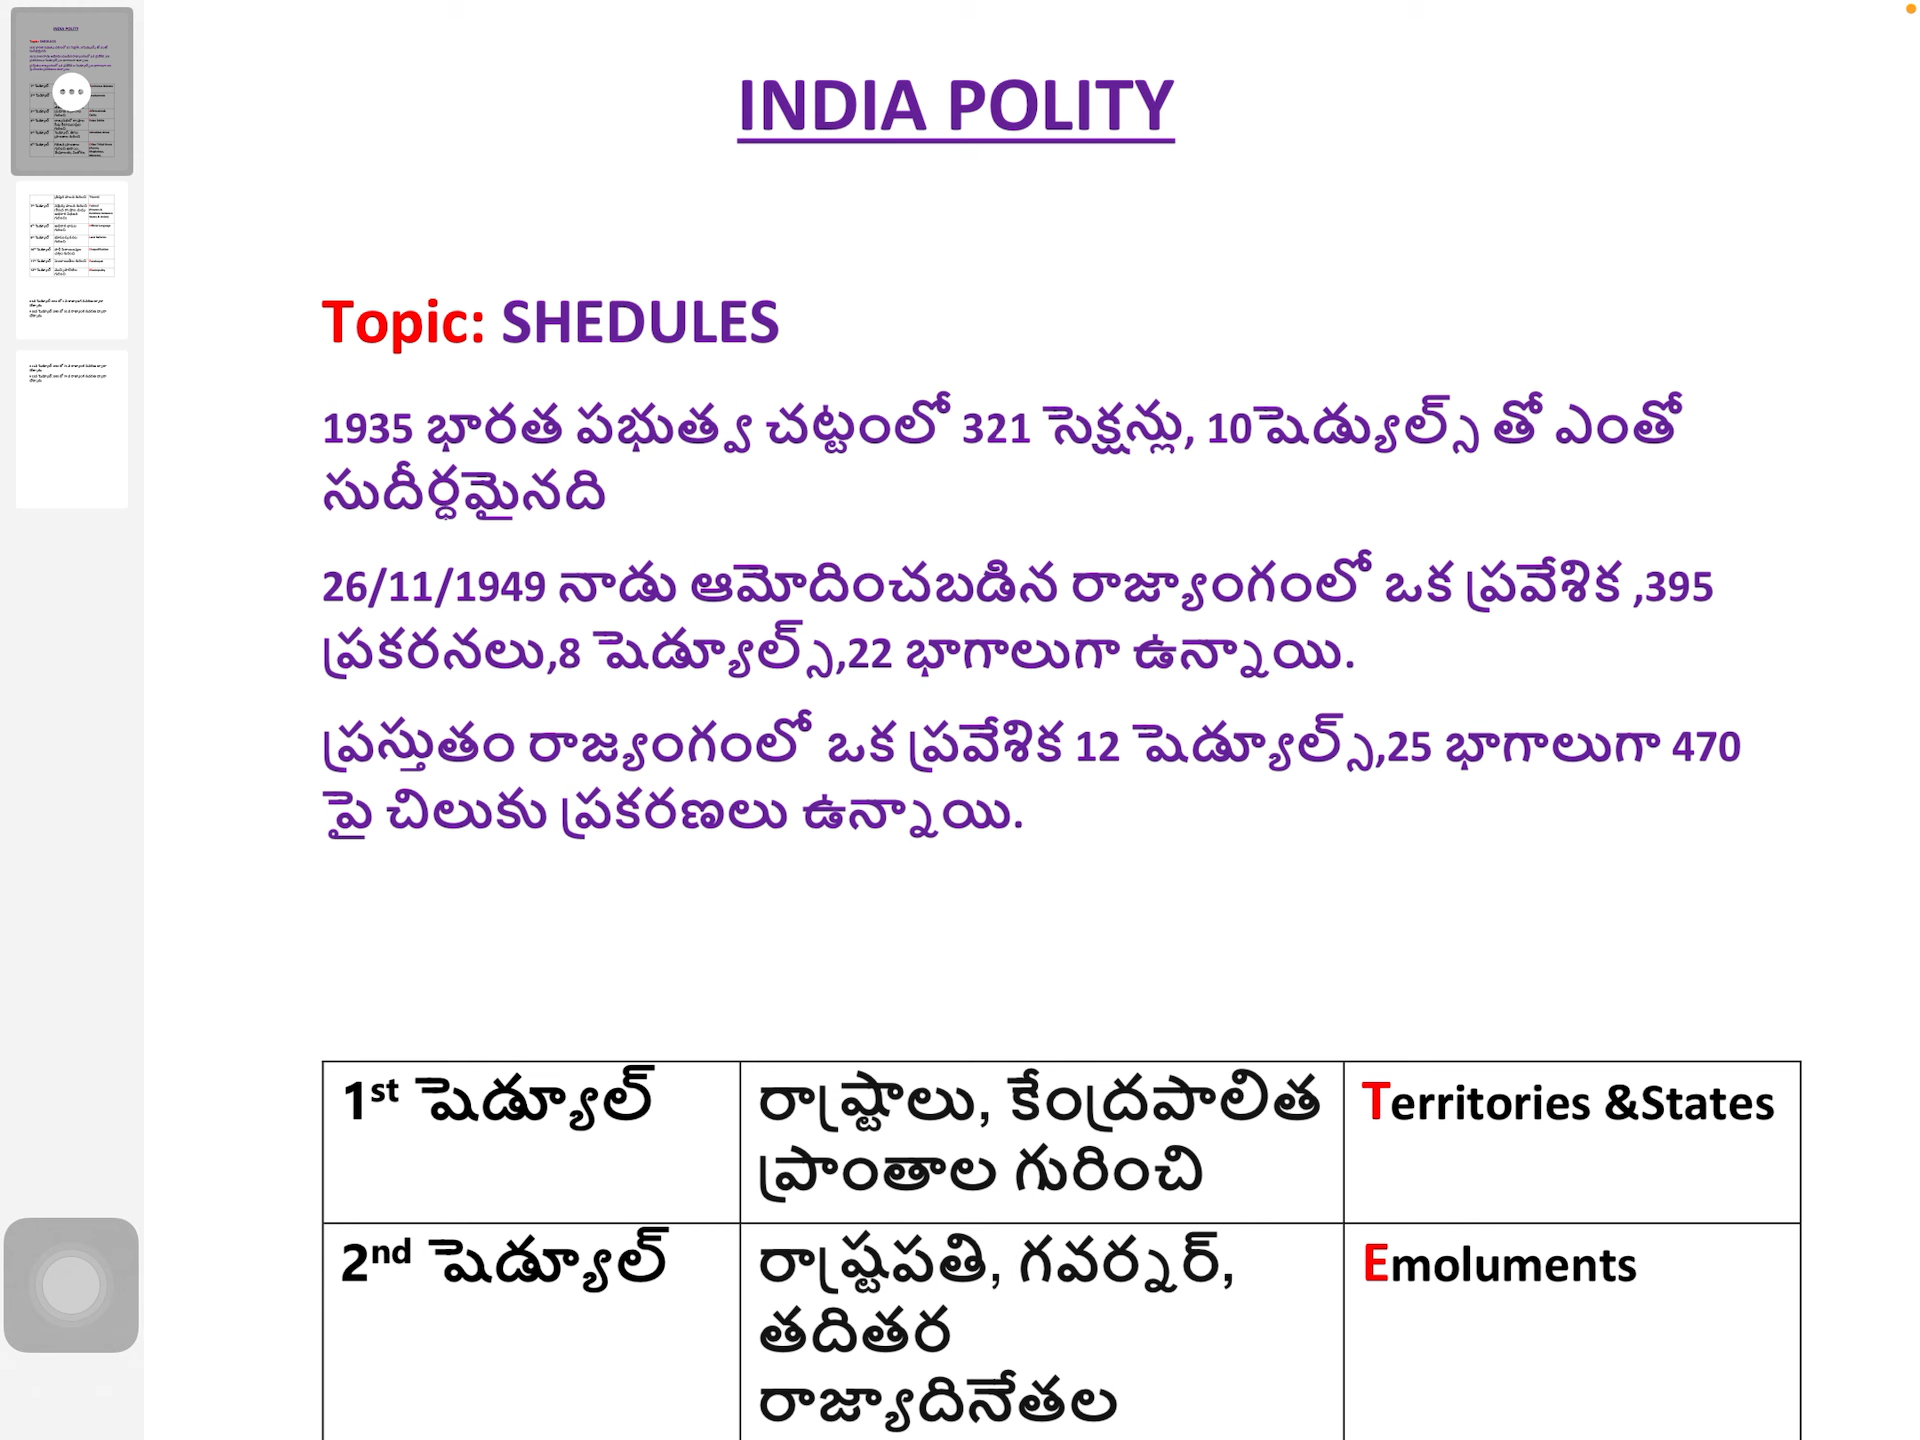 INDIA POLITY
Topic: SHEDULES
1935 భారత పభుత్వ చట్టంలో 321 సెక్షన్లు, 10షెడ్యుల్స్ తో ఎంతో
సుదీర్ధమైనది
26/11/1949 నాడు ఆమోదించబడిన రాజ్యాంగంలో ఒక ప్రవేశిక ,395
ప్రకరనలు,8 షెడ్యూల్స్,22 భాగాలుగా ఉన్నాయి.
ప్రస్తుతం రాజ్యంగంలో ఒక ప్రవేశిక 12 షెడ్యూల్స్,25 భాగాలుగా 470
పై చిలుకు ప్రకరణలు ఉన్నాయి.
1st షెడ్యూల్
రాష్ట్రాలు, కేంద్రపాలిత
ప్రాంతాల గురించి
Territories &States
2nd షెడ్యూల్
రాష్ట్రపతి, గవర్నర్,
తదితర
రాజ్యాదినేతల
Emoluments